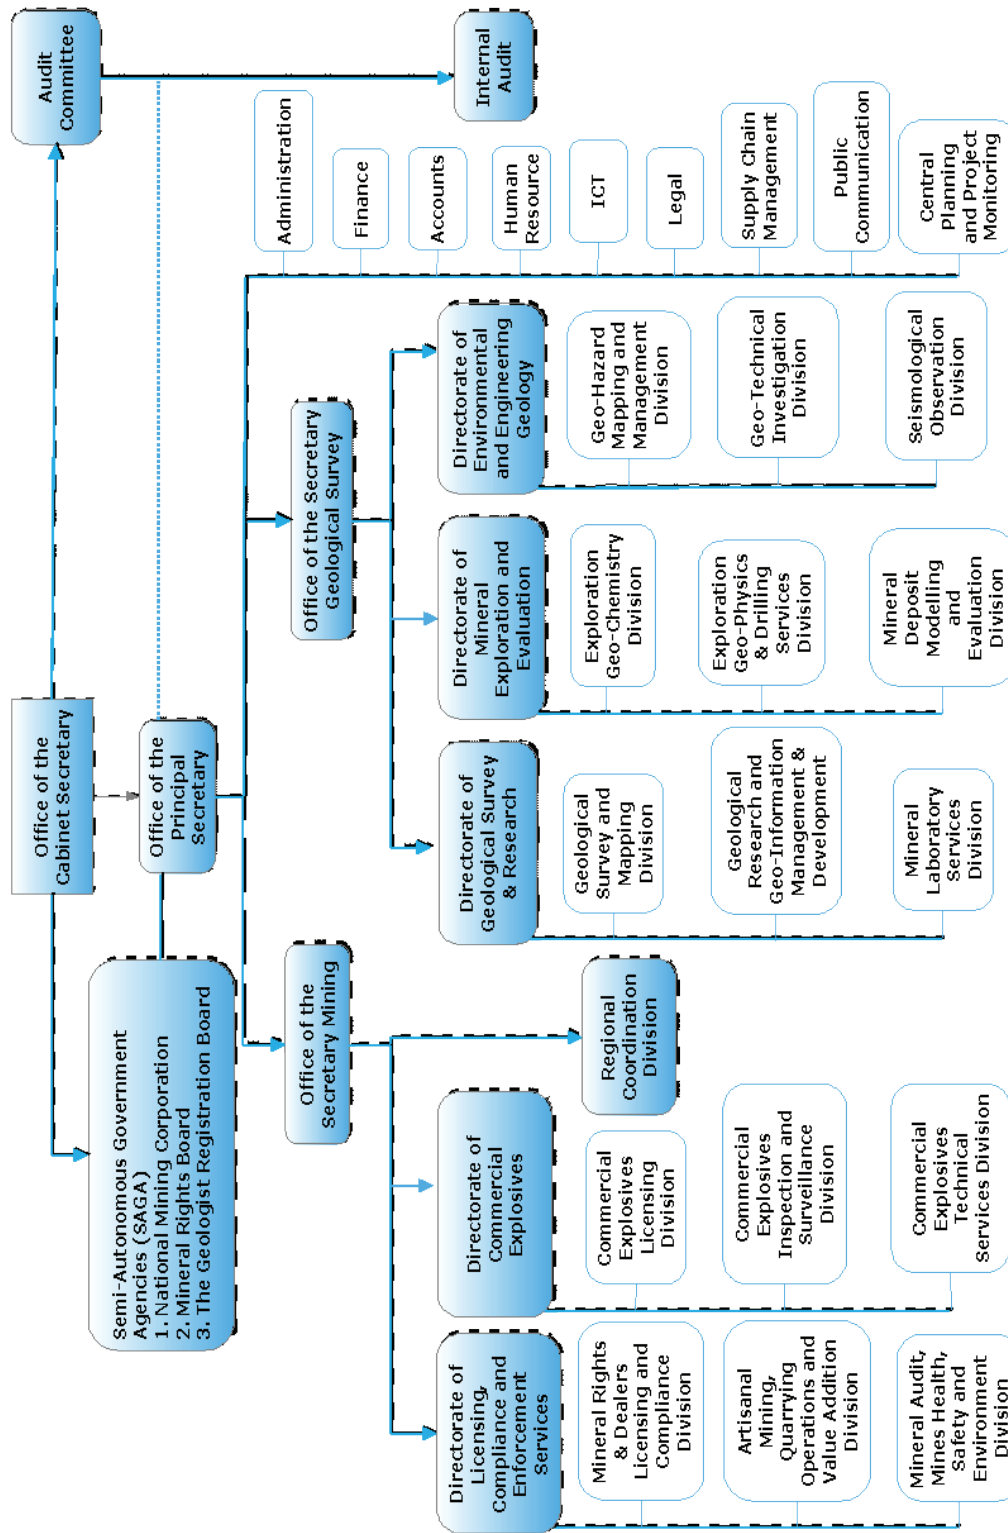 Office of the
Cabinet Secretary
Audit
Committee
Semi-Autonomous Government
Agencies (SAGA)
1. National Mining Corporation
2. Mineral Rights Board
3. The Geologist Registration Board
Office of the
Principal
Secretary
Internal
Audit
Office of the
Secretary Mining
Office of the Secretary
Geological Survey
Administration
Finance
Accounts
Human
Resource
ICT
Legal
Supply Chain
Management
Public
Communication
Central
Planning
and Project
Monitoring
Directorate of
Licensing,
Compliance and
Enforcement
Services
Directorate of
Commercial
Explosives
Regional
Coordination
Division
Directorate of
Geological Survey
& Research
Directorate of
Mineral
Exploration and
Evaluation
Directorate of
Environmental
and Engineering
Geology
Mineral Rights
& Dealers
Licensing and
Compliance
Division
Artisanal
Mining,
Quarrying
Operations and
Value Addition
Division
Mineral Audit,
Mines Health,
Safety and
Environment
Division
Commercial
Explosives
Licensing
Division
Commercial
Explosives
Inspection and
Surveillance
Division
Commercial
Explosives
Technical
Services Division
Geological
Survey and
Mapping
Division
Geological
Research and
Geo-Information
Management &
Development
Mineral
Laboratory
Services
Division
Exploration
Geo-Chemistry
Division
Exploration
Geo-Physics
& Drilling
Services
Division
Mineral
Deposit
Modelling
and
Evaluation
Division
Geo-Hazard
Mapping and
Management
Division
Geo-Technical
Investigation
Division
Seismological
Observation
Division